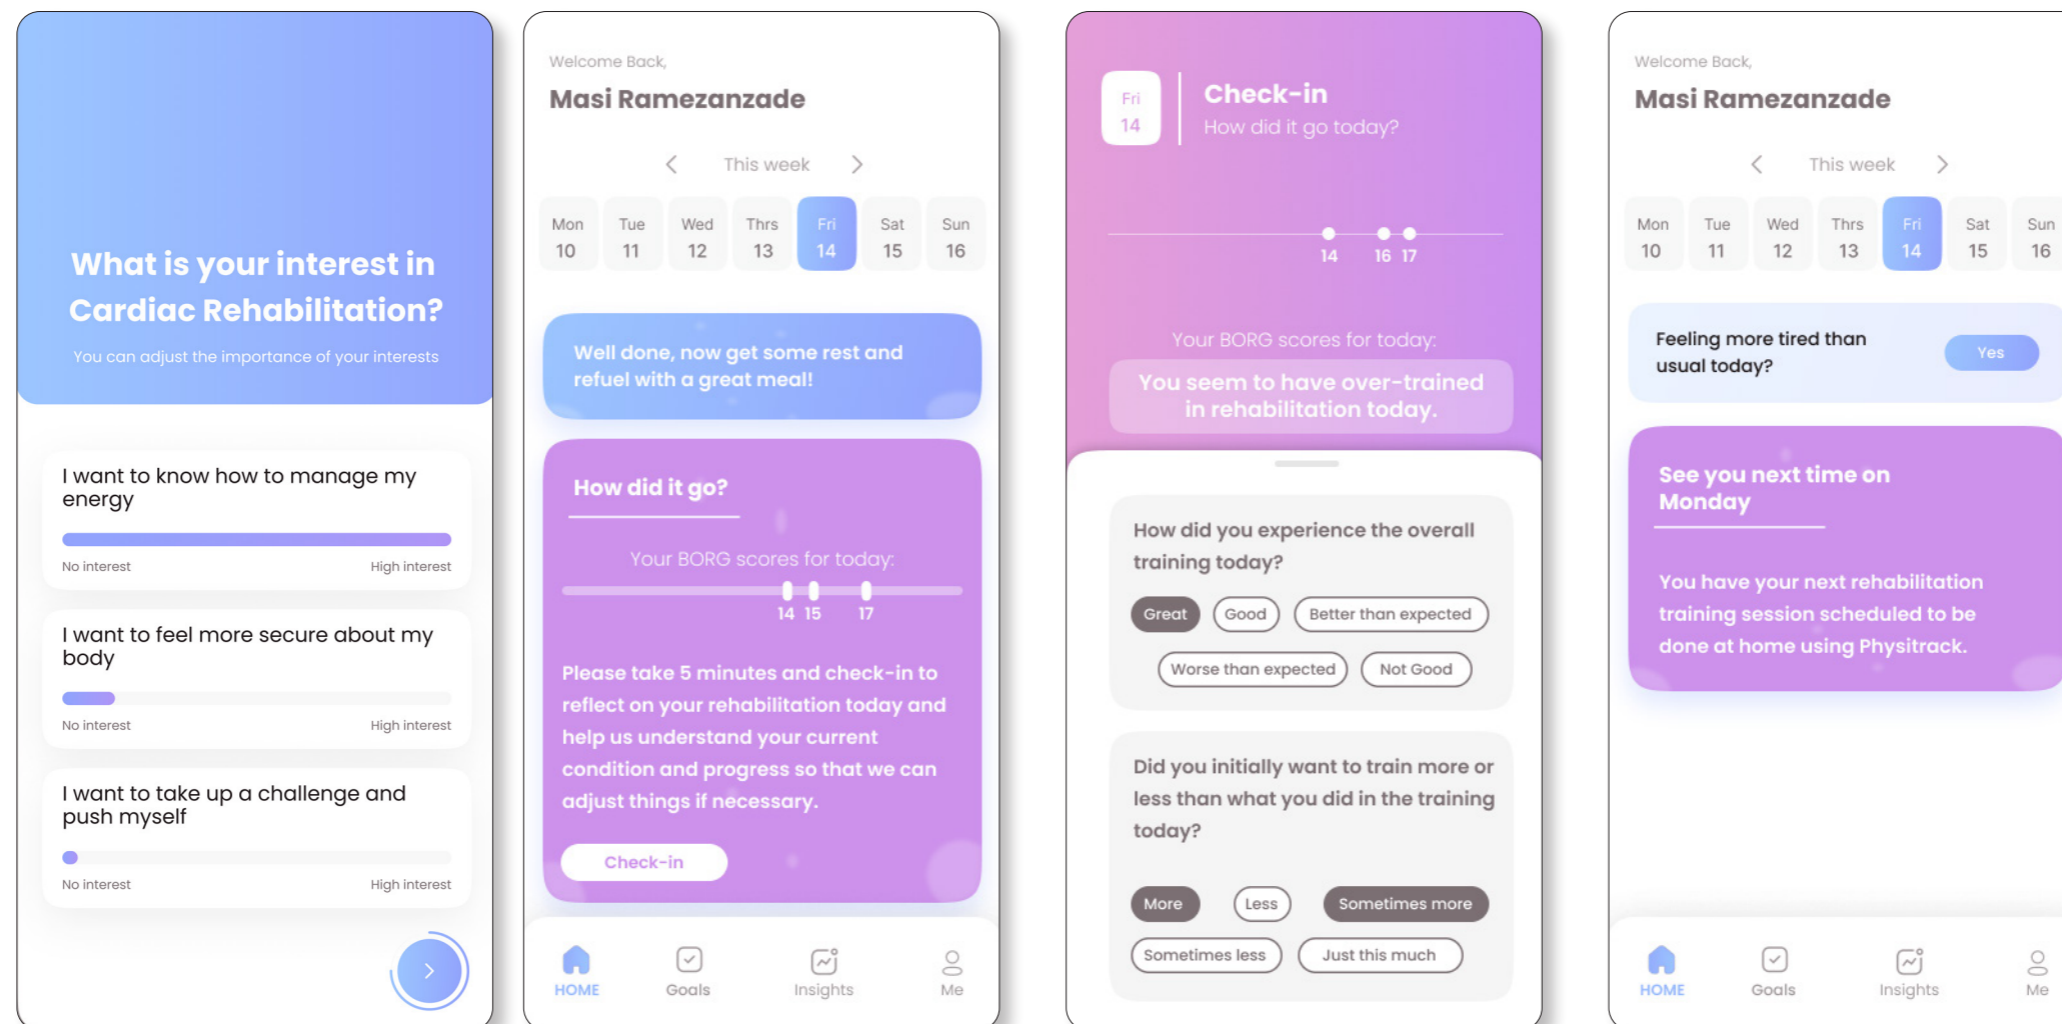 What is your interest in
Cardiac Rehabilitation?
You can adjust the importance of your interests
I want to know how to manage my
energy
No interest
High interest
I want to feel more secure about my
body
No interest
High interest
I want to take up a challenge and
push myself
No interest
High interest
Welcome Back,
Masi Ramezanzade
This week
Mon Tue Wed Thrs Fri Sat Sun
10 11 12 13 14 15 16
Well done, now get some rest and
refuel with a great meal!
How did it go?
Your BORG scores for today:
14 15 17
Please take 5 minutes and check-in to
reflect on your rehabilitation today and
help us understand your current
condition and progress so that we can
adjust things if necessary.
Check-in
HOME Goals Insights Me
Fri
14
Check-in
How did it go today?
14 16 17
Your BORG scores for today:
You seem to have over-trained
in rehabilitation today.
How did you experience the overall
training today?
Great Good Better than expected
Worse than expected Not Good
Did you initially want to train more or
less than what you did in the training
today?
More Less Sometimes more
Sometimes less Just this much
Welcome Back,
Masi Ramezanzade
This week
Mon Tue Wed Thrs Fri Sat Sun
10 11 12 13 14 15 16
Feeling more tired than
usual today?
Yes
See you next time on
Monday
You have your next rehabilitation
training session scheduled to be
done at home using Physitrack.
HOME Goals Insights Me